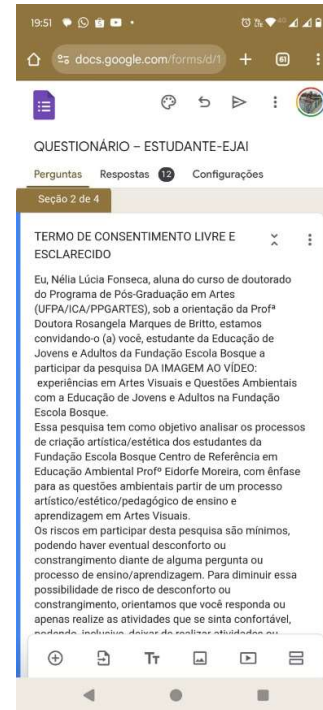 19:51
docs.google.com/forms/d/1
61
QUESTIONÁRIO – ESTUDANTE-EJAI
Perguntas Respostas 12 Configurações
Seção 2 de 4
TERMO DE CONSENTIMENTO LIVRE E
ESCLARECIDO
Eu, Nélia Lúcia Fonseca, aluna do curso de doutorado
do Programa de Pós-Graduação em Artes
(UFPA/ICA/PPGARTES), sob a orientação da Profª
Doutora Rosangela Marques de Britto, estamos
convidando-o (a) você, estudante da Educação de
Jovens e Adultos da Fundação Escola Bosque a
participar da pesquisa DA IMAGEM AO VÍDEO:
experiências em Artes Visuais e Questões Ambientais
com a Educação de Jovens e Adultos na Fundação
Escola Bosque.
Essa pesquisa tem como objetivo analisar os processos
de criação artística/estética dos estudantes da
Fundação Escola Bosque Centro de Referência em
Educação Ambiental Profº Eidorfe Moreira, com ênfase
para as questões ambientais partir de um processo
artístico/estético/pedagógico de ensino e
aprendizagem em Artes Visuais.
Os riscos em participar desta pesquisa são mínimos,
podendo haver eventual desconforto ou
constrangimento diante de alguma pergunta ou
processo de ensino/aprendizagem. Para diminuir essa
possibilidade de risco de desconforto ou
constrangimento, orientamos que você responda ou
apenas realize as atividades que se sinta confortável,
podendo, inclusive, deixar de realizar atividades ou
Tт